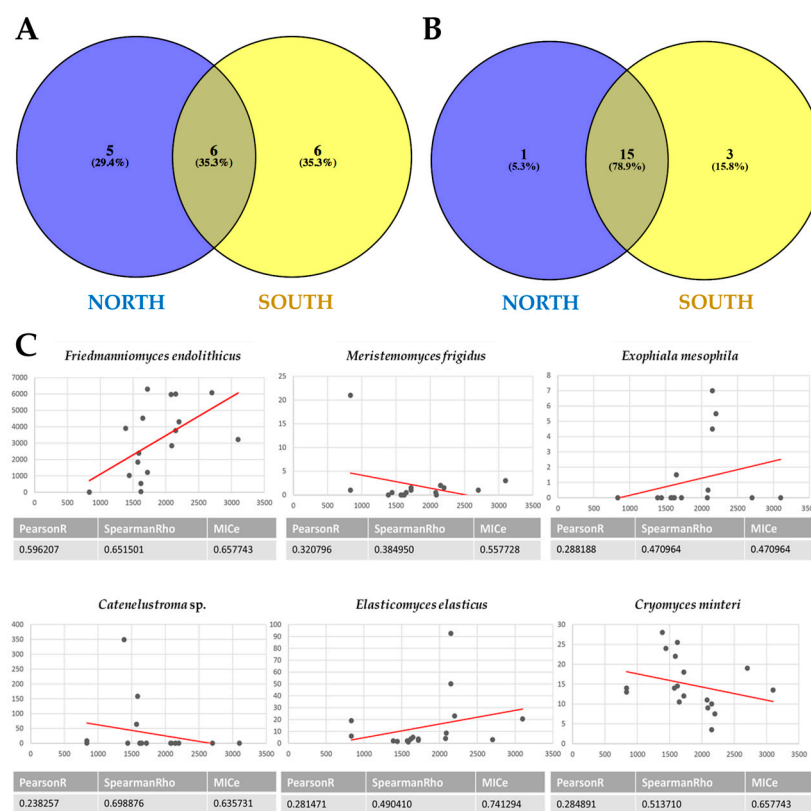 A
B
5
(29.4%)
6
(35.3%)
6
(35.3%)
1
(5.3%)
15
(78.9%)
3
(15.8%)
NORTH
SOUTH
NORTH
SOUTH
C
Friedmanniomyces endolithicus
Meristemomyces frigidus
Exophiala mesophila
7000
6000
5000
4000
3000
2000
1000
0
0 500 1000 1500 2000 2500 3000 3500
25
20
15
10
5
0
0 500 1000 1500 2000 2500 3000 3500
8
7
6
5
4
3
2
1
0
0 500 1000 1500 2000 2500 3000
PearsonR SpearmanRho MICe
0.596207 0.651501 0.657743
PearsonR SpearmanRho MICe
0.320796 0.384950 0.557728
PearsonR SpearmanRho MICe
0.288188 0.470964 0.470964
Catenelustroma sp.
Elasticomyces elasticus
Cryomyces minteri
400
350
300
250
200
150
100
50
0
0 500 1000 1500 2000 2500 3000 3500
100
90
80
70
60
50
40
30
20
10
0
0 500 1000 1500 2000 2500 3000 3500
30
25
20
15
10
5
0
0 500 1000 1500 2000 2500 3000
PearsonR SpearmanRho MICe
0.238257 0.698876 0.635731
PearsonR SpearmanRho MICe
0.281471 0.490410 0.741294
PearsonR SpearmanRho MICe
0.284891 0.513710 0.657743